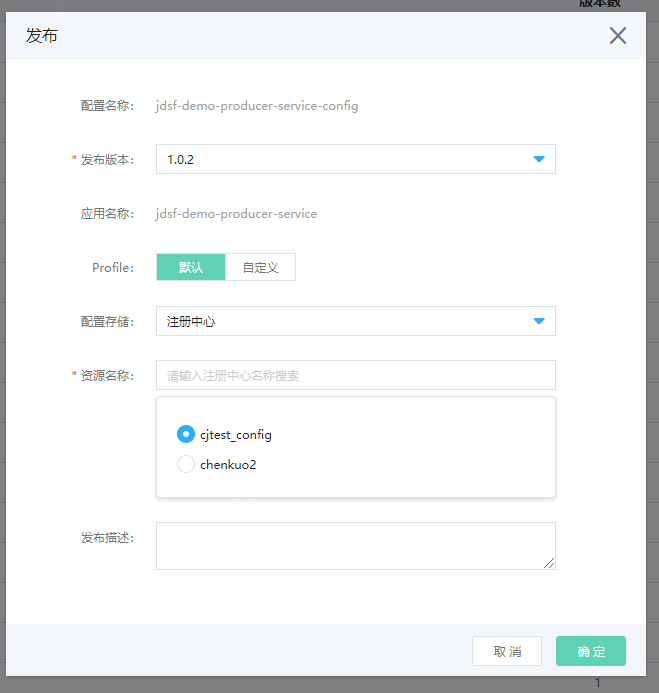 版本数
发布
配置名称： jdsf-demo-producer-service-config
* 发布版本： 1.0.2
应用名称： jdsf-demo-producer-service
Profile： 默认 自定义
配置存储： 注册中心
* 资源名称： 请输入注册中心名称搜索
cjtest_config
chenkuo2
发布描述：
取消 确定
1